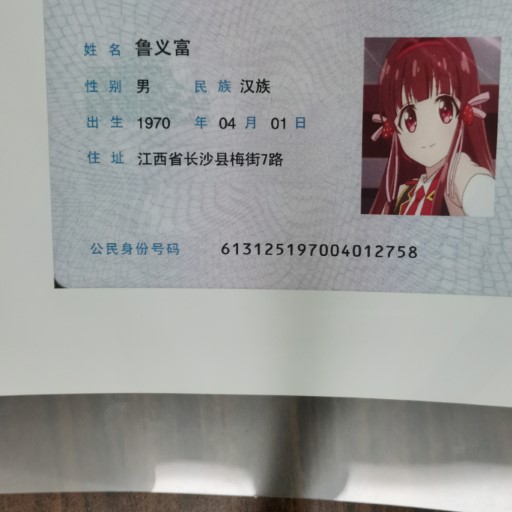 姓名 鲁义富
性别 男 民族 汉族
出生 1970 年 04 月 01 日
住址 江西省长沙县梅街7路
公民身份号码 613125197004012758